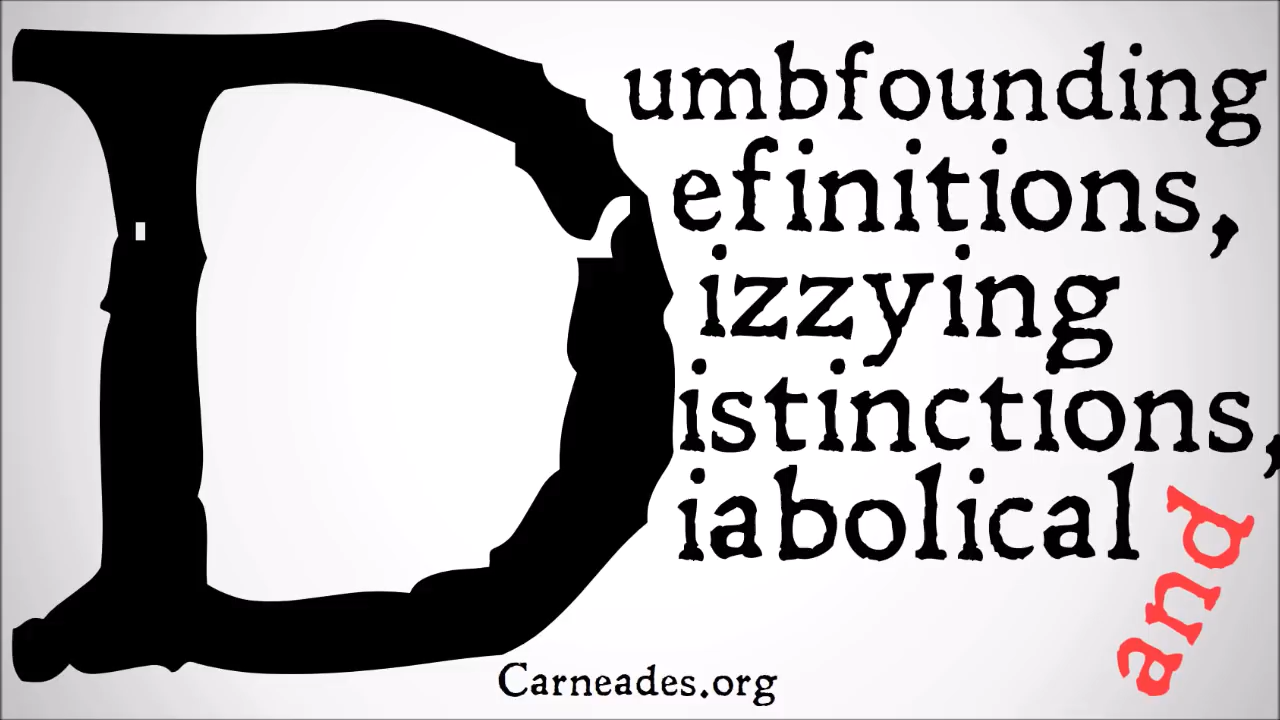 D
umbfounding
efinitions,
izzying
istinctions,
iabolical
and
Carneades.org